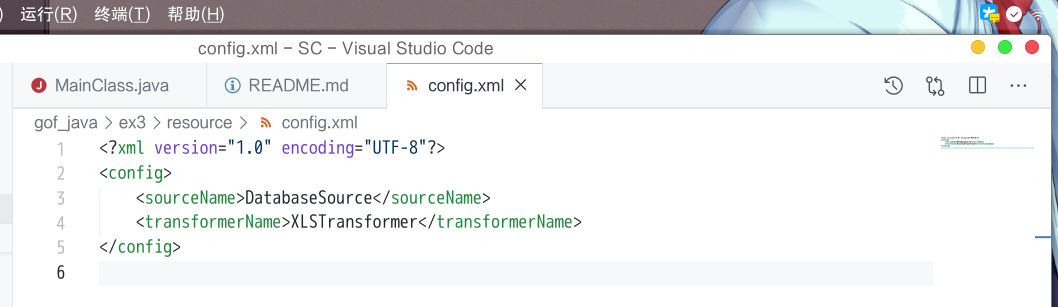 ) 运行(R) 终端(T) 帮助(H)
config.xml - SC - Visual Studio Code
J MainClass.java README.md config.xml
gof_java > ex3 > resource > config.xml
1 <?xml version="1.0" encoding="UTF-8"?>
2 <config>
3 <sourceName>DatabaseSource</sourceName>
4 <transformerName>XLSTransformer</transformerName>
5 </config>
6